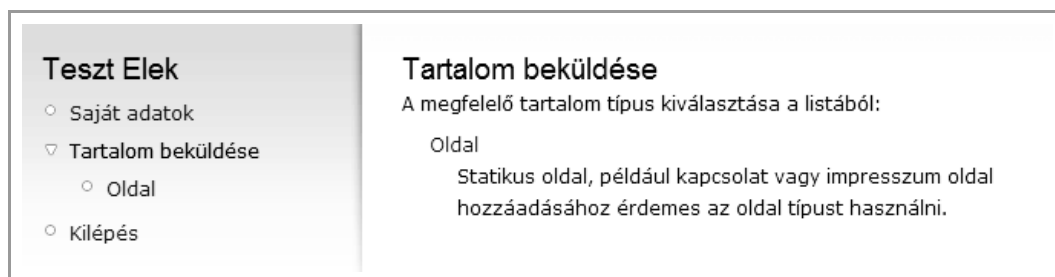 Teszt Elek
Saját adatok
Tartalom beküldése
Oldal
Kilépés
Tartalom beküldése
A megfelelő tartalom típus kiválasztása a listából:
Oldal
Statikus oldal, például kapcsolat vagy impresszum oldal
hozzáadásához érdemes az oldal típust használni.